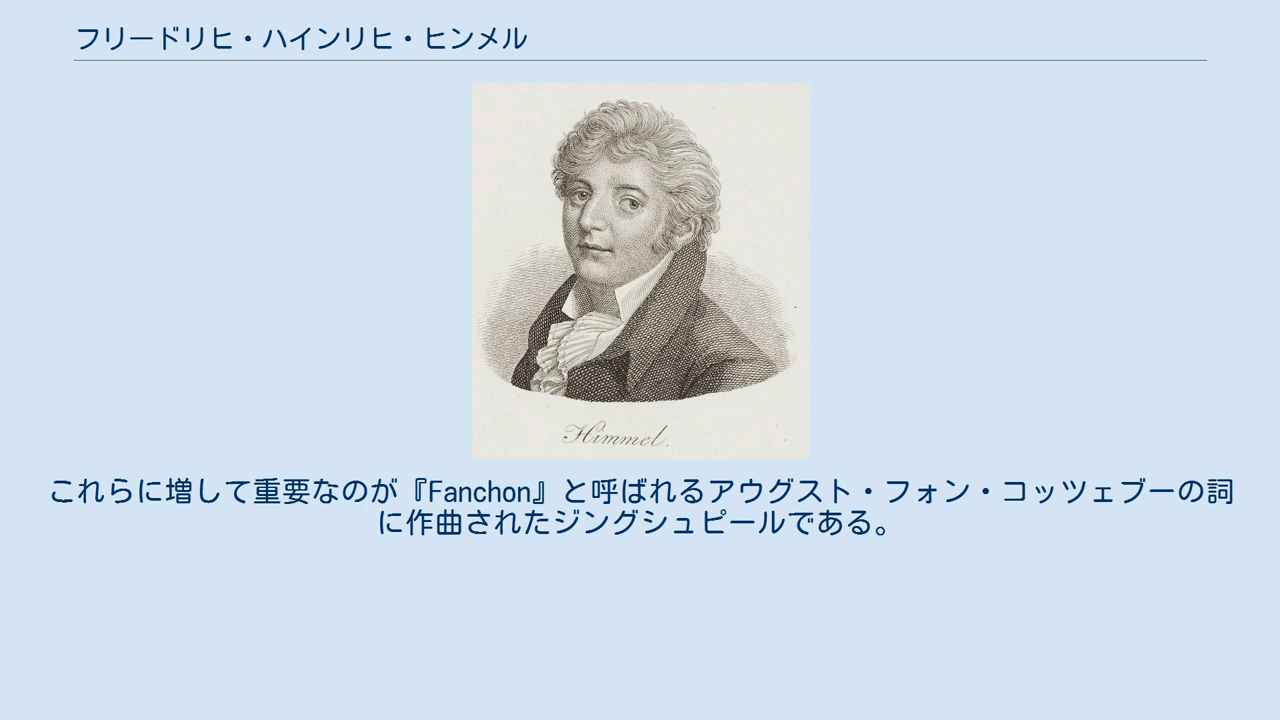 フリードリヒ・ハインリヒ・ヒンメル
Himmel.
これらに増して重要なのが『Fanchon』と呼ばれるアウグスト・フォン・コッツェブーの詞
に作曲されたジングシュピールである。